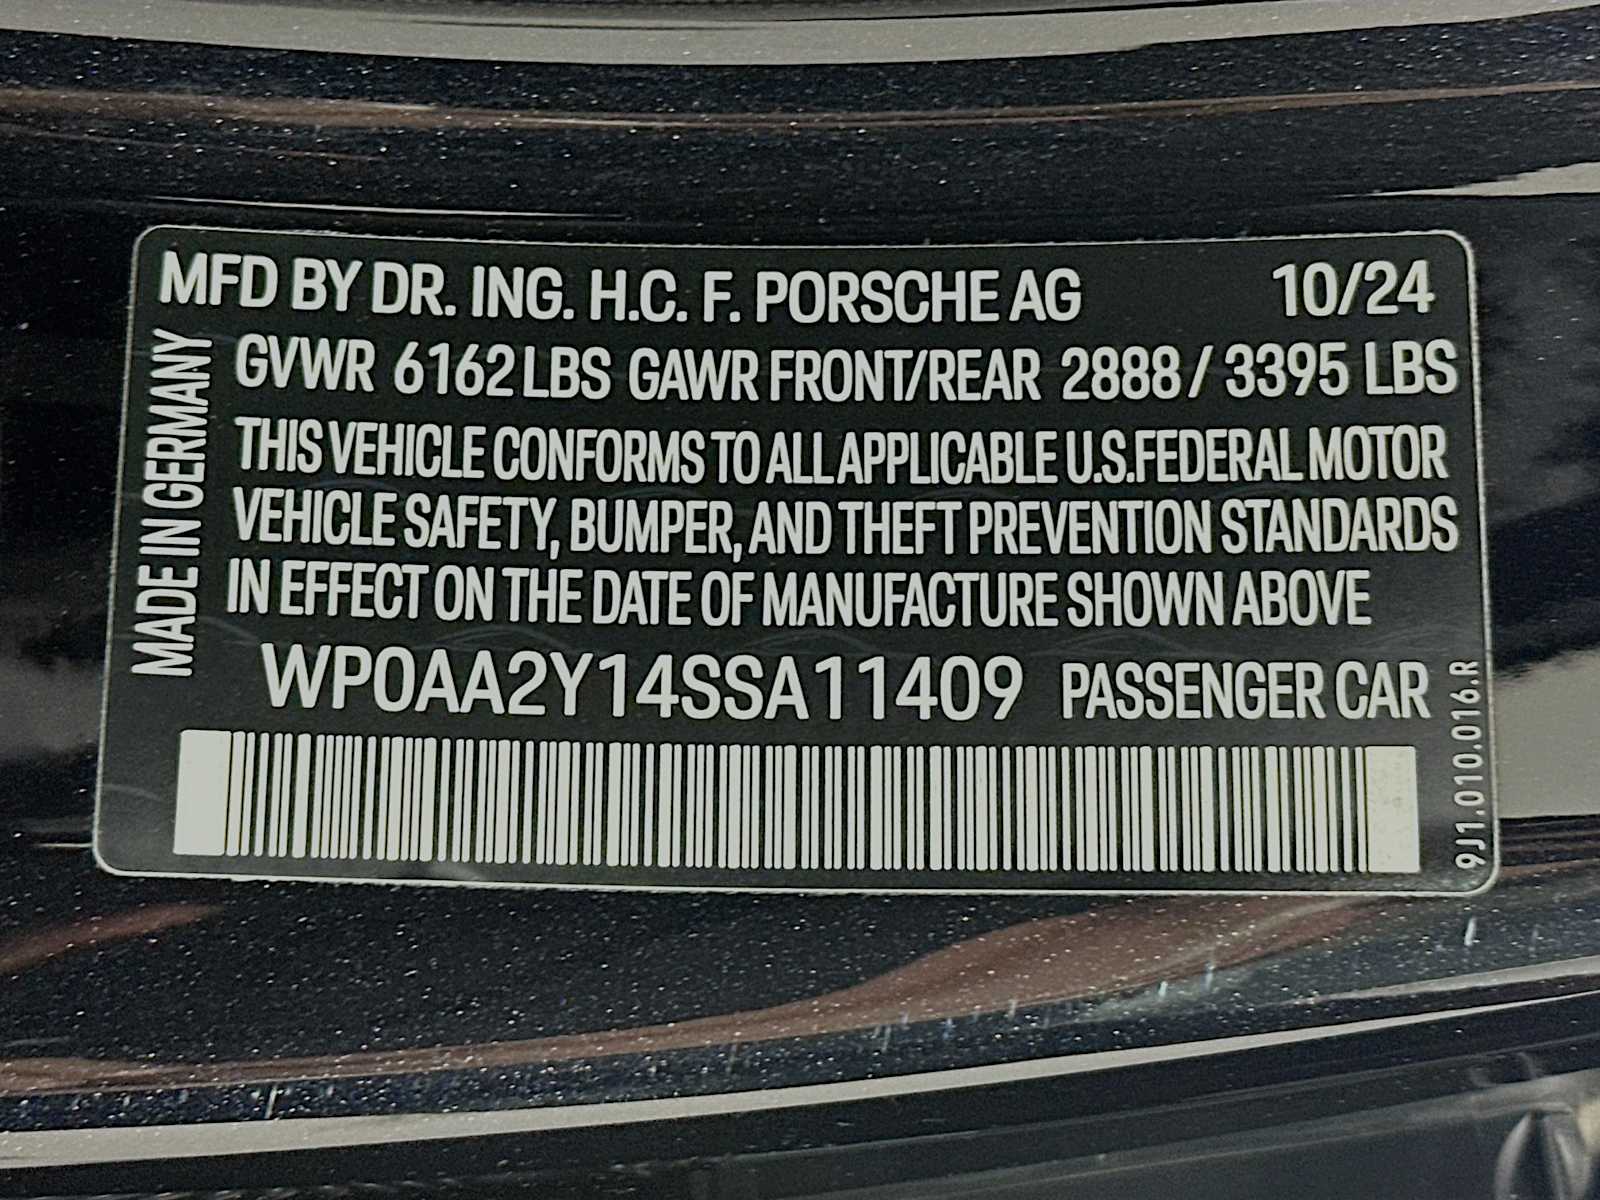 MFD BY DR. ING. H.C. F. PORSCHE AG 10/24
GVWR 6162 LBS GAWR FRONT/REAR 2888 / 3395 LBS
THIS VEHICLE CONFORMS TO ALL APPLICABLE U.S.FEDERAL MOTOR
VEHICLE SAFETY, BUMPER, AND THEFT PREVENTION STANDARDS
IN EFFECT ON THE DATE OF MANUFACTURE SHOWN ABOVE
WP0AA2Y14SSA11409 PASSENGER CAR
MADE IN GERMANY
9J1.010.016.R